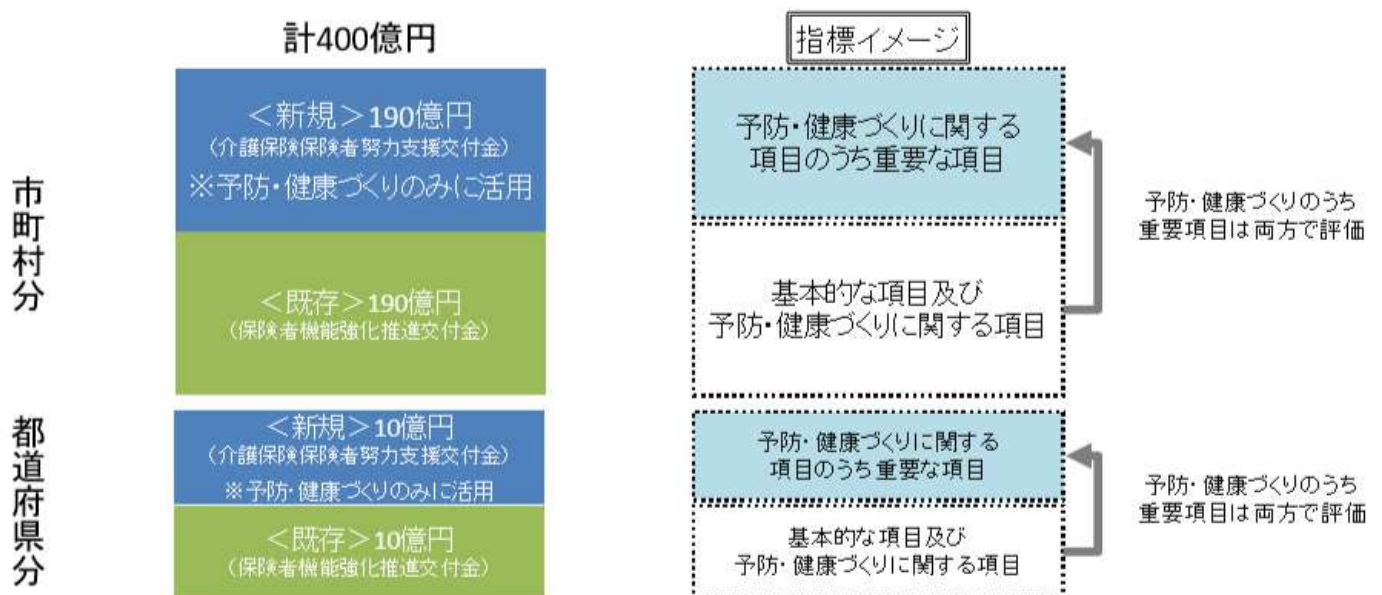 計400億円
指標イメージ
市町村分
＜新規＞190億円
(介護保険保険者努力支援交付金)
※予防・健康づくりのみに活用
＜既存＞190億円
(保険者機能強化推進交付金)
予防・健康づくりに関する
項目のうち重要な項目
基本的な項目及び
予防・健康づくりに関する項目
予防・健康づくりのうち
重要項目は両方で評価
都道府県分
＜新規＞10億円
(介護保険保険者努力支援交付金)
※予防・健康づくりのみに活用
＜既存＞10億円
(保険者機能強化推進交付金)
予防・健康づくりに関する
項目のうち重要な項目
基本的な項目及び
予防・健康づくりに関する項目
予防・健康づくりのうち
重要項目は両方で評価